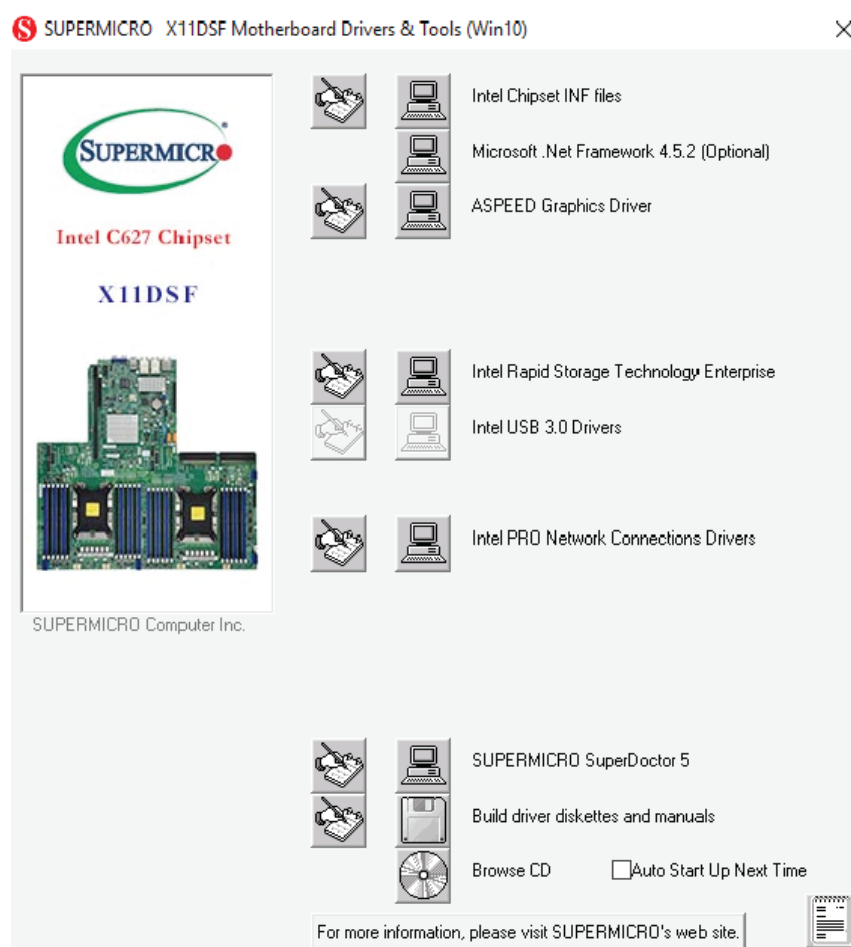 SUPERMICRO X11DSF Motherboard Drivers & Tools (Win10)
SUPERMICRO
Intel C627 Chipset
X11DSF
SUPERMICRO Computer Inc.
Intel Chipset INF files
Microsoft .Net Framework 4.5.2 (Optional)
ASPEED Graphics Driver
Intel Rapid Storage Technology Enterprise
Intel USB 3.0 Drivers
Intel PRO Network Connections Drivers
SUPERMICRO SuperDoctor 5
Build driver diskettes and manuals
Browse CD Auto Start Up Next Time
For more information, please visit SUPERMICRO's web site.